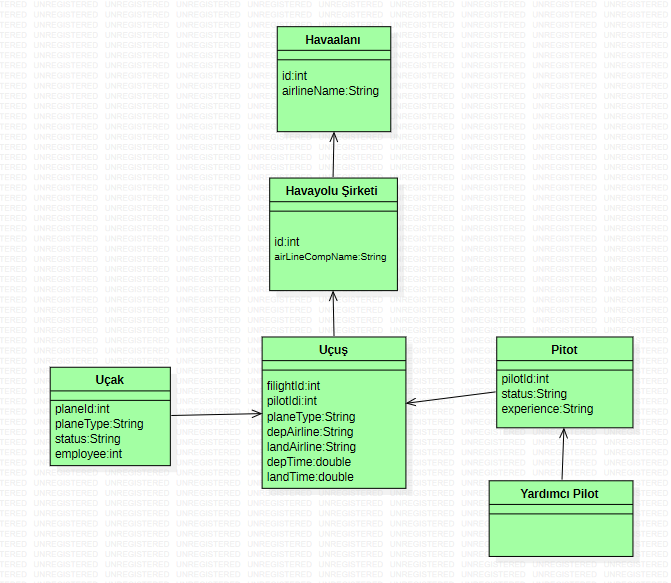 Havaalanı
id:int
airlineName:String
Havayolu Şirketi
id:int
airLineCompName:String
Uçuş
filightId:int
pilotIdi:int
planeType:String
depAirline:String
landAirline:String
depTime:double
landTime:double
Uçak
planeId:int
planeType:String
status:String
employee:int
Pitot
pilotId:int
status:String
experience:String
Yardımcı Pilot
UNREGISTERED